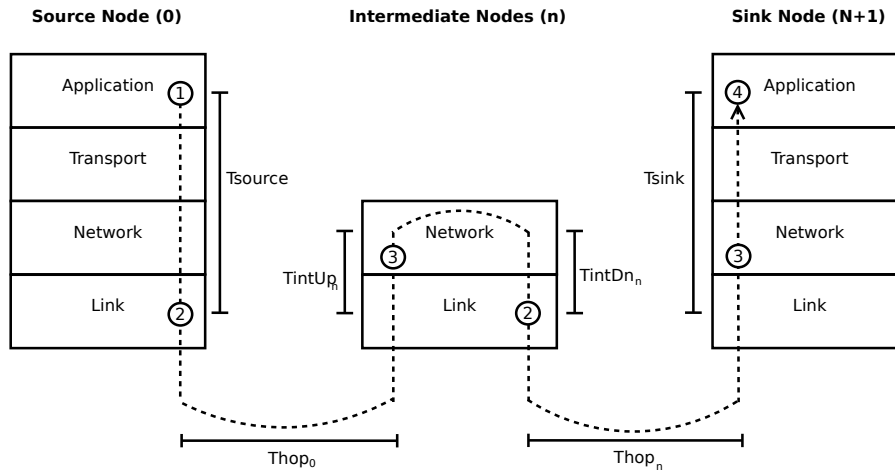 Source Node (0)
Intermediate Nodes (n)
Sink Node (N+1)
Application
1
Transport
Network
Link
2
Tsource
TintUpₙ
Network
3
Link
2
TintDnₙ
Tsink
4
Application
Transport
Network
3
Link
Thop₀
Thopₙ